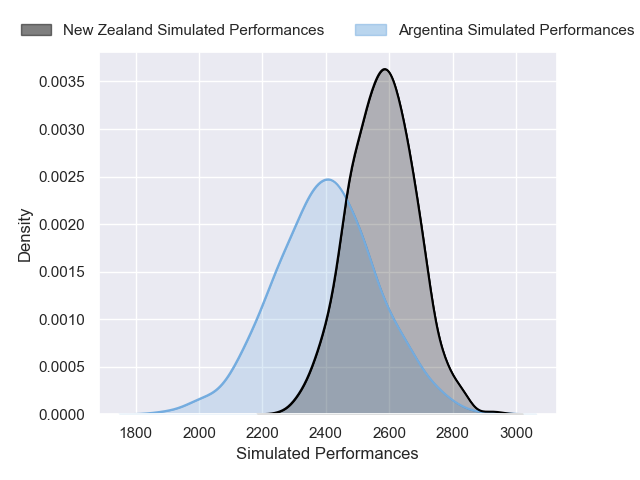 New Zealand Simulated Performances
Argentina Simulated Performances
0.0035
0.0030
0.0025
0.0020
0.0015
0.0010
0.0005
0.0000
Density
1800 2000 2200 2400 2600 2800 3000
Simulated Performances